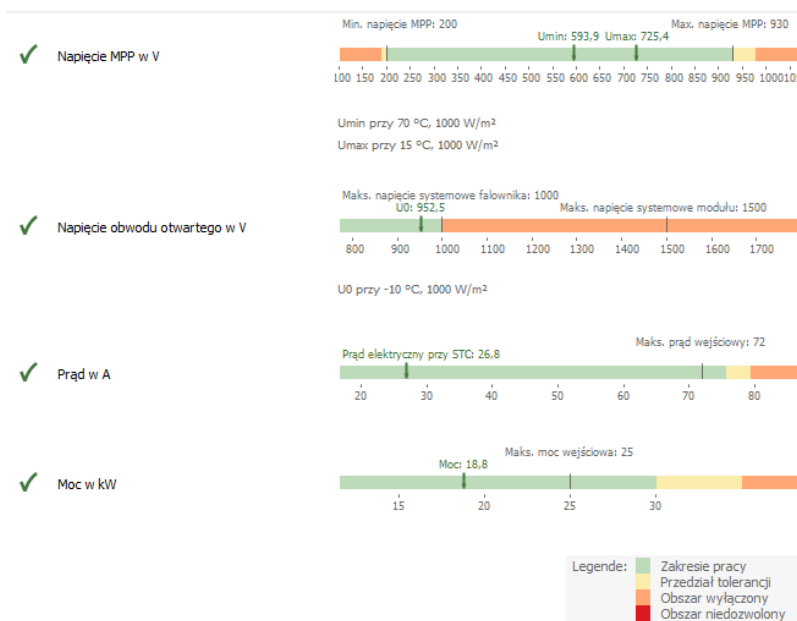 Min. napięcie MPP: 200
Max. napięcie MPP: 930
Umin: 593,9 Umax: 725,4
Napięcie MPP w V
100 150 200 250 300 350 400 450 500 550 600 650 700 750 800 850 900 950 1000
Umin przy 70 ºC, 1000 W/m²
Umax przy 15 ºC, 1000 W/m²
Maks. napięcie systemowe falownika: 1000
U0: 952,5
Maks. napięcie systemowe modułu: 1500
Napięcie obwodu otwartego w V
800 900 1000 1100 1200 1300 1400 1500 1600 1700
U0 przy -10 ºC, 1000 W/m²
Maks. prąd wejściowy: 72
Prąd elektryczny przy STC: 26,8
Prąd w A
20 30 40 50 60 70 80
Maks. moc wejściowa: 25
Moc: 18,8
Moc w kW
15 20 25 30
Legende: Zakresie pracy
Przedział tolerancji
Obszar wyłączony
Obszar niedozwolony